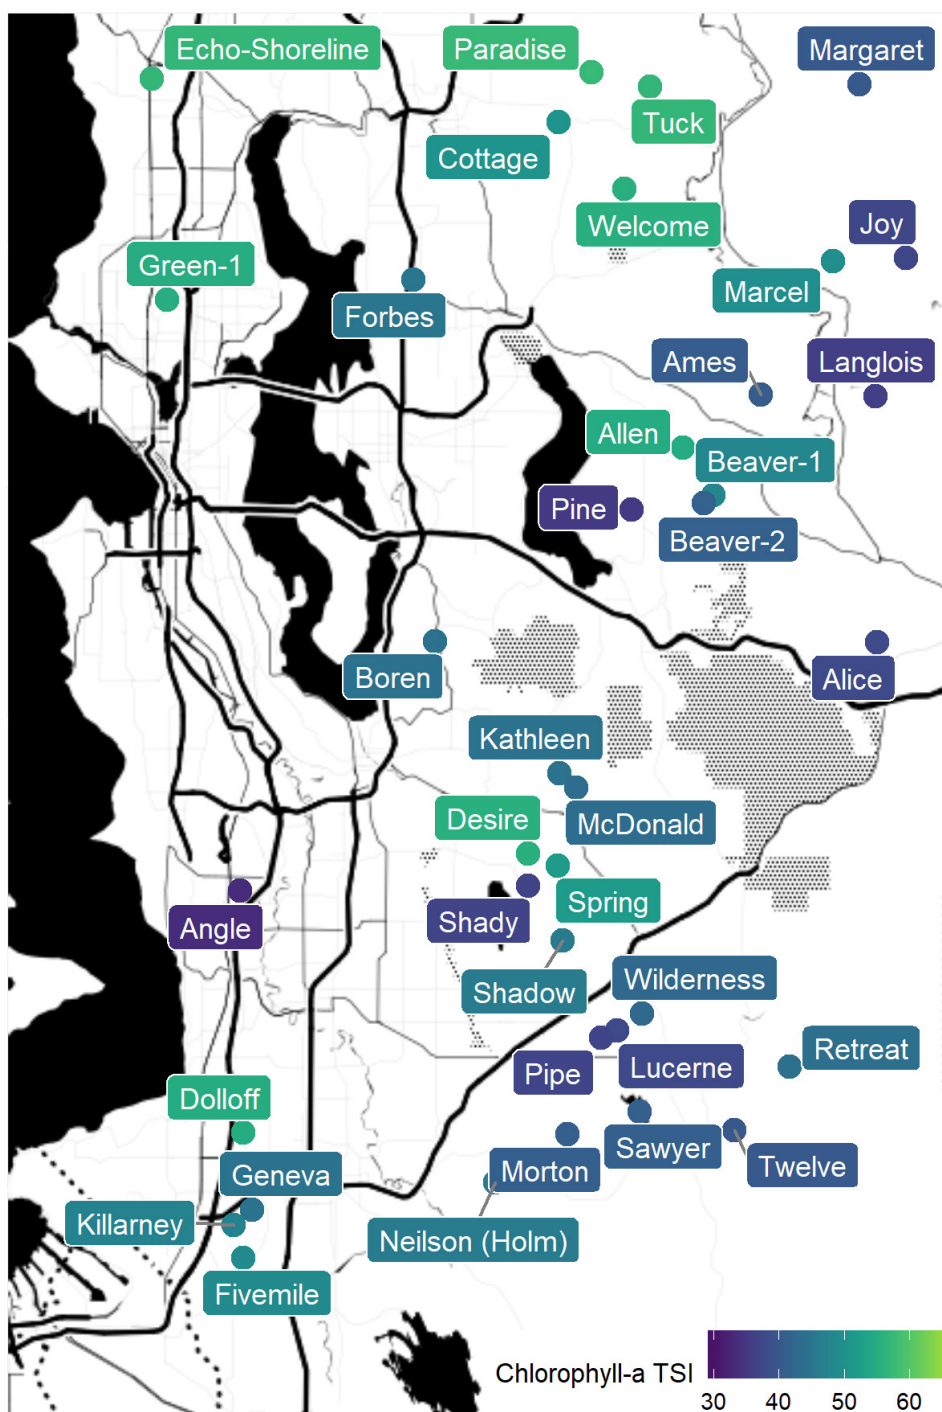 Echo-Shoreline
Paradise
Margaret
Tuck
Cottage
Welcome
Joy
Green-1
Marcel
Forbes
Ames
Langlois
Allen
Beaver-1
Pine
Beaver-2
Boren
Alice
Kathleen
McDonald
Desire
Spring
Shady
Angle
Shadow
Wilderness
Retreat
Lucerne
Pipe
Dolloff
Sawyer
Twelve
Morton
Geneva
Killarney
Neilson (Holm)
Fivemile
Chlorophyll-a TSI
30 40 50 60